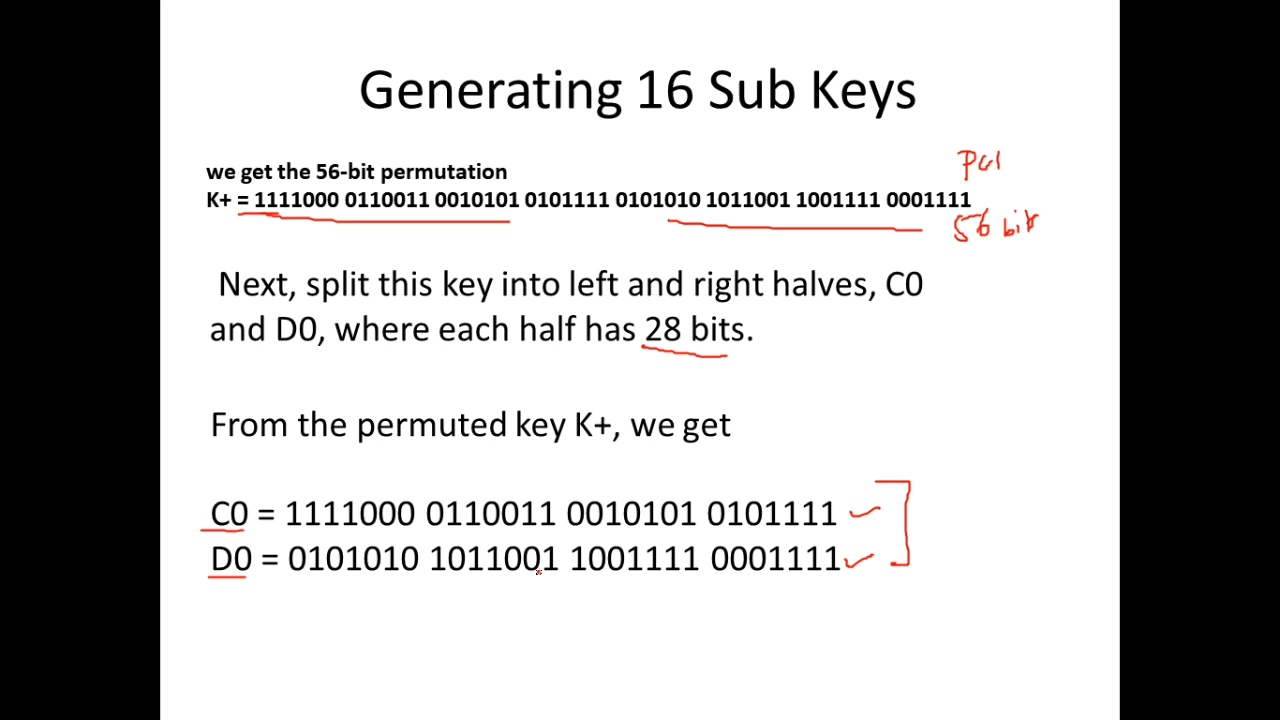 Generating 16 Sub Keys
we get the 56-bit permutation
K+ = 1111000 0110011 0010101 0101111 0101010 1011001 1001111 0001111
Pc1
56 bit
Next, split this key into left and right halves, C0
and D0, where each half has 28 bits.
From the permuted key K+, we get
C0 = 1111000 0110011 0010101 0101111
D0 = 0101010 1011001 1001111 0001111